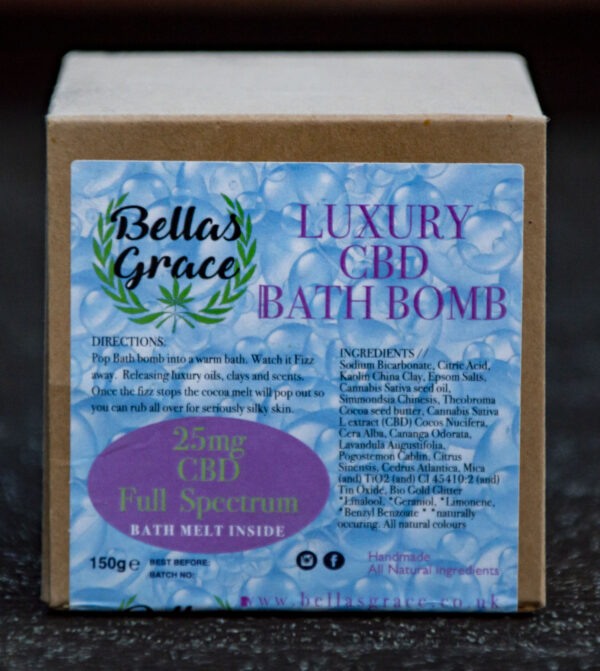 Bellas
Grace
LUXURY
CBD
BATH BOMB
DIRECTIONS:
Pop Bath bomb into a warm bath. Watch it Fizz
away. Releasing luxury oils, clays and scents.
Once the fizz stops the cocoa melt will pop out so
you can rub all over for seriously silky skin.
25mg
CBD
Full Spectrum
BATH MELT INSIDE
150g e BEST BEFORE:
BATCH NO:
INGREDIENTS //
Sodium Bicarbonate, Citric Acid,
Kaolin China Clay, Epsom Salts,
Cannabis Sativa seed oil,
Simmondsia Chinesis, Theobroma
Cocoa seed butter, Cannabis Sativa
L extract (CBD) Cocos Nucifera,
Cera Alba, Cananga Odorata,
Lavandula Angustifolia,
Pogostemon Cablin, Citrus
Sinensis, Cedrus Atlantica, Mica
(and) TiO2 (and) CI 45410:2 (and)
Tin Oxide, Bio Gold Glitter
*Linalool, *Geraniol, *Limonene,
*Benzyl Benzoate * *naturally
occuring. All natural colours
Handmade
All Natural ingredients
www.bellasgrace.co.uk
Bellas